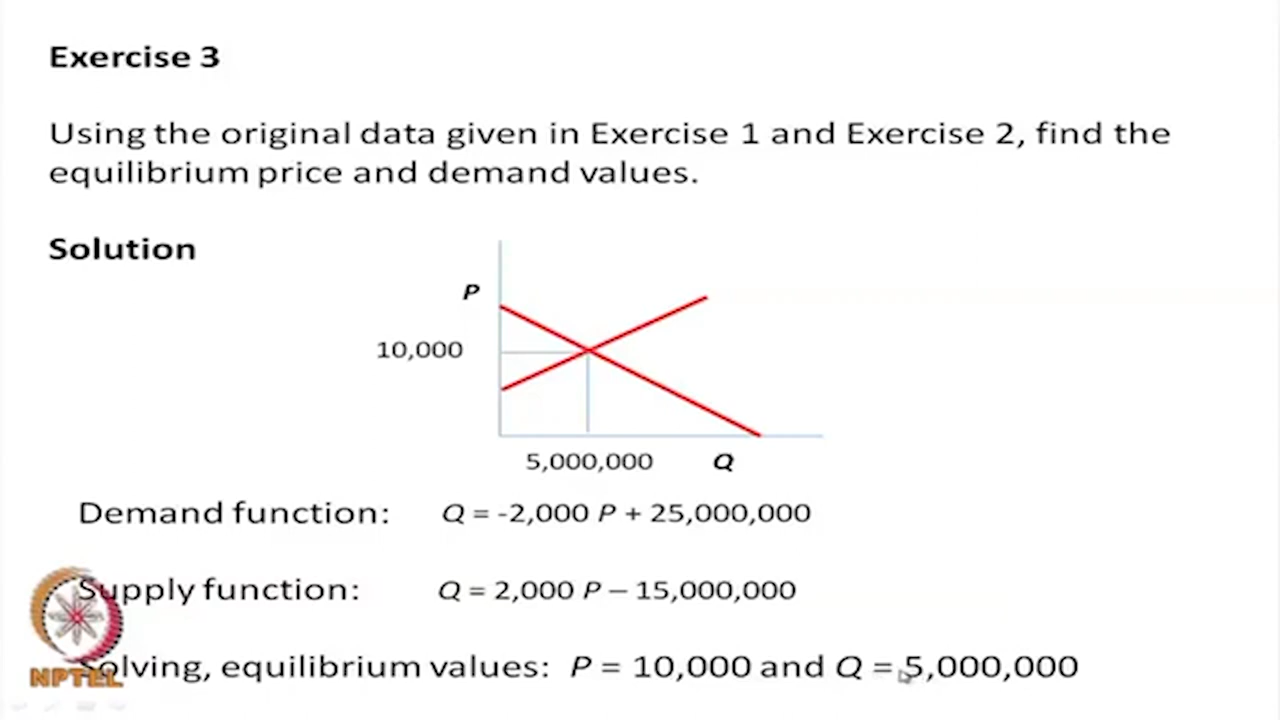 Exercise 3
Using the original data given in Exercise 1 and Exercise 2, find the
equilibrium price and demand values.
Solution
P
10,000
5,000,000 Q
Demand function: Q = -2,000 P + 25,000,000
Supply function: Q = 2,000 P – 15,000,000
Solving, equilibrium values: P = 10,000 and Q = 5,000,000
NPTEL